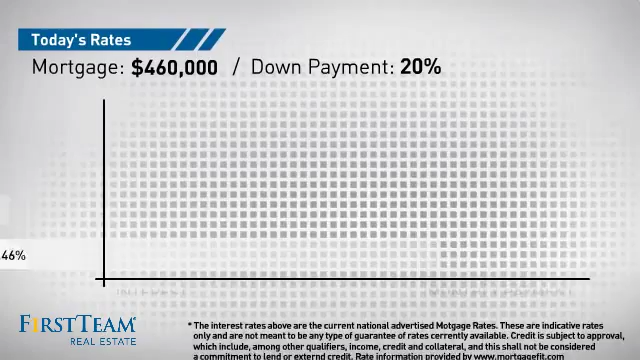 Today's Rates
Mortgage: $460,000 / Down Payment: 20%
.46%
FIRSTTEAM®
REAL ESTATE
* The interest rates above are the current national advertised Motgage Rates. These are indicative rates
only and are not meant to be any type of guarantee of rates cerrently available. Credit is subject to approval,
which include, among other qualifiers, income, credit and collateral, and this shall not be considered
a commitment to lend or externd credit. Rate information provided by www.mortgagefit.com